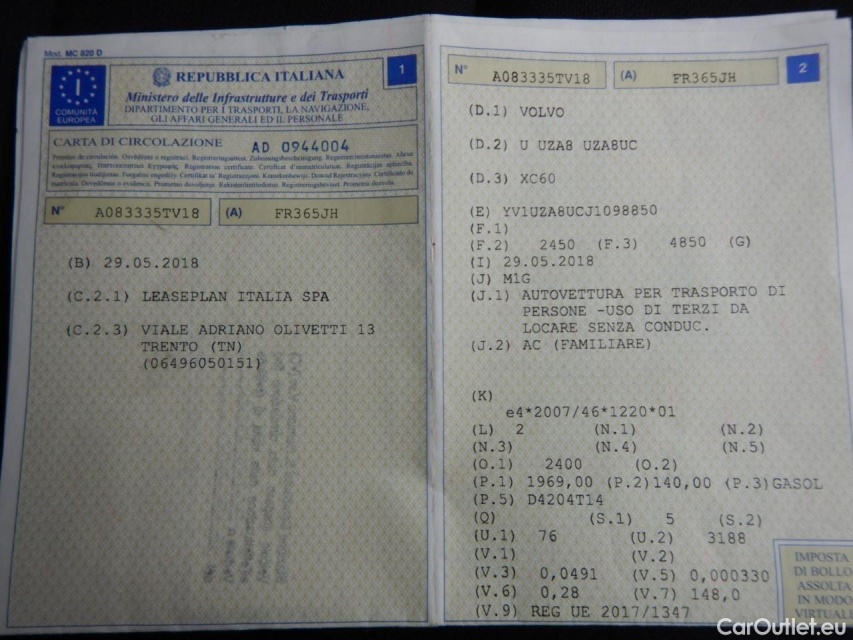 Mod. MC 820 D
I
COMUNITÀ
EUROPEA
REPUBBLICA ITALIANA
1
Ministero delle Infrastrutture e dei Trasporti
DIPARTIMENTO PER I TRASPORTI, LA NAVIGAZIONE,
GLI AFFARI GENERALI ED IL PERSONALE
CARTA DI CIRCOLAZIONE AD 0944004
N° A083335TV18 (A) FR365JH
(B) 29.05.2018
(C.2.1) LEASEPLAN ITALIA SPA
(C.2.3) VIALE ADRIANO OLIVETTI 13
TRENTO (TN)
(06496050151)
N° A083335TV18 (A) FR365JH 2
(D.1) VOLVO
(D.2) U UZA8 UZA8UC
(D.3) XC60
(E) YV1UZA8UCJ1098850
(F.1)
(F.2) 2450 (F.3) 4850 (G)
(I) 29.05.2018
(J) M1G
(J.1) AUTOVETTURA PER TRASPORTO DI
PERSONE -USO DI TERZI DA
LOCARE SENZA CONDUC.
(J.2) AC (FAMILIARE)
(K)
e4*2007/46*1220*01
(L) 2 (N.1) (N.2)
(N.3) (N.4) (N.5)
(O.1) 2400 (O.2)
(P.1) 1969,00 (P.2)140,00 (P.3)GASOL
(P.5) D4204T14
(Q) (S.1) 5 (S.2)
(U.1) 76 (U.2) 3188
(V.1) (V.2)
(V.3) 0,0491 (V.5) 0,000330
(V.6) 0,28 (V.7) 148,0
(V.9) REG UE 2017/1347
IMPOSTA
DI BOLLO
ASSOLTA
IN MODO
VIRTUALE
CarOutlet.eu